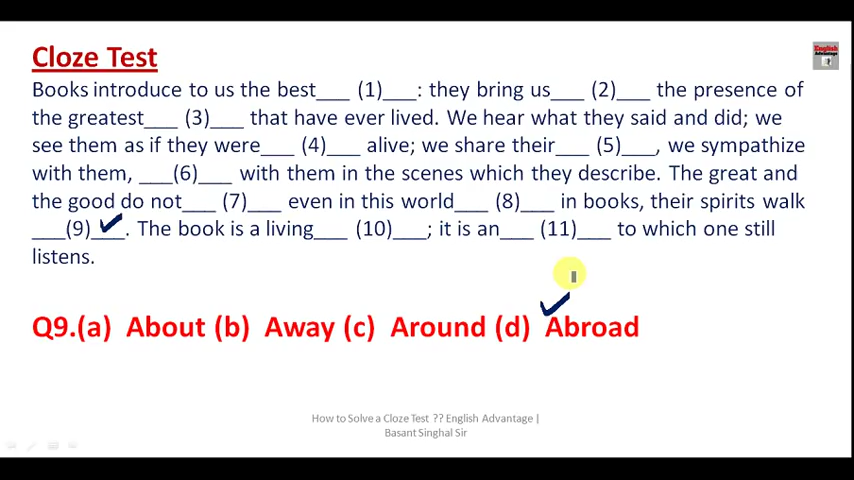 Cloze Test
English
Advantage
Books introduce to us the best___ (1)___: they bring us___ (2)___ the presence of
the greatest___ (3)___ that have ever lived. We hear what they said and did; we
see them as if they were___ (4)___ alive; we share their___ (5)___, we sympathize
with them, ___(6)___ with them in the scenes which they describe. The great and
the good do not___ (7)___ even in this world___ (8)___ in books, their spirits walk
___(9)___. The book is a living___ (10)___; it is an___ (11)___ to which one still
listens.
Q9.(a) About (b) Away (c) Around (d) Abroad
How to Solve a Cloze Test ?? English Advantage |
Basant Singhal Sir